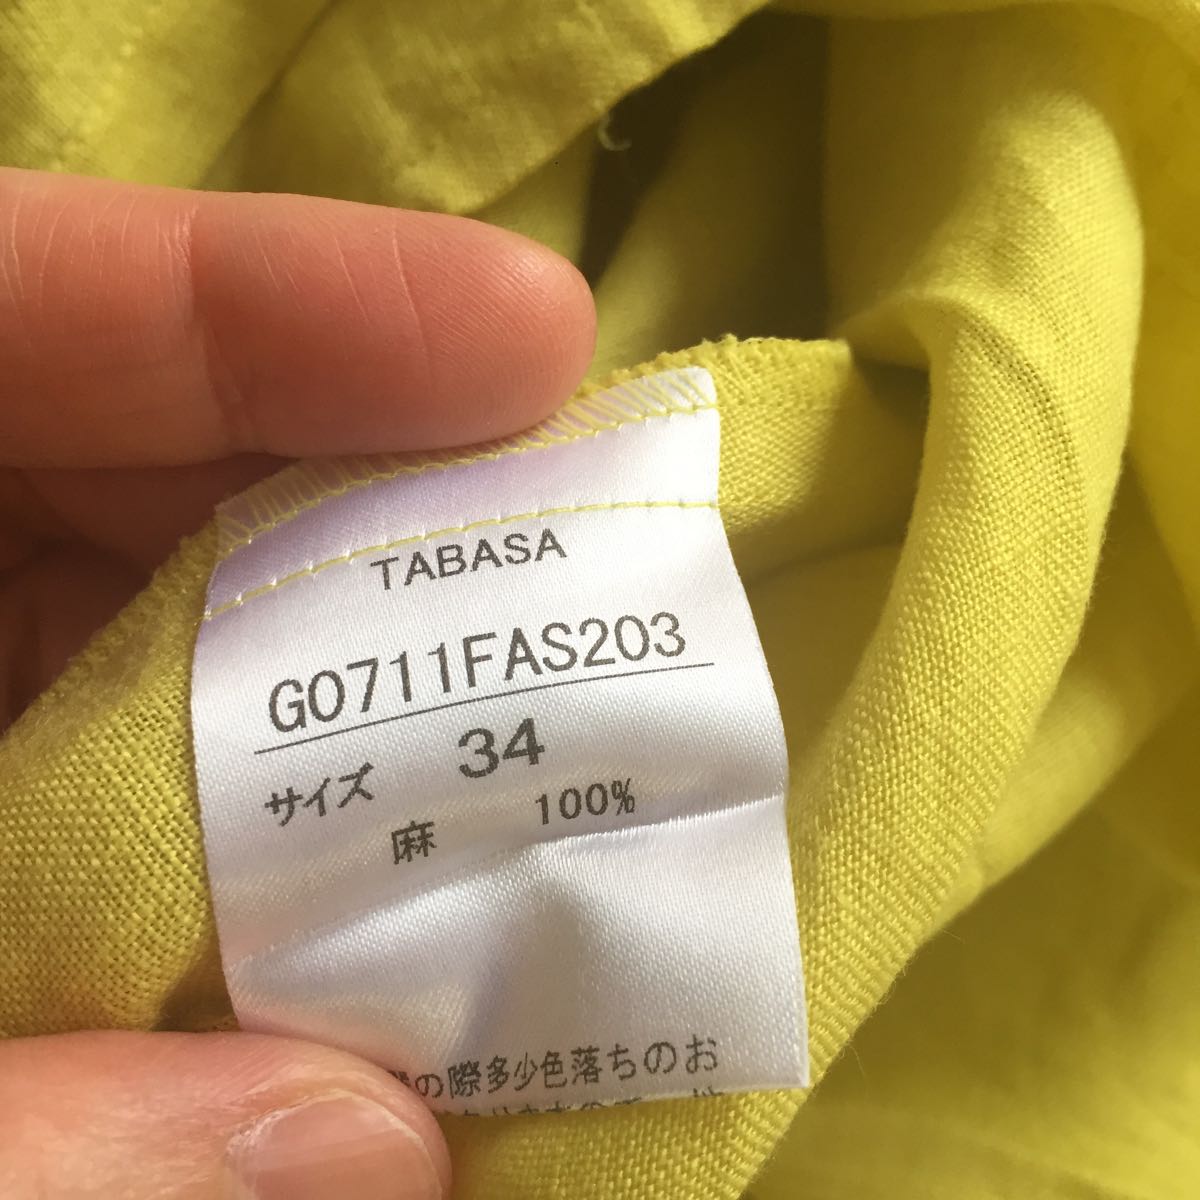 TABASA
G0711FAS203
サイズ 34
麻 100%
の際多少色落ちのお